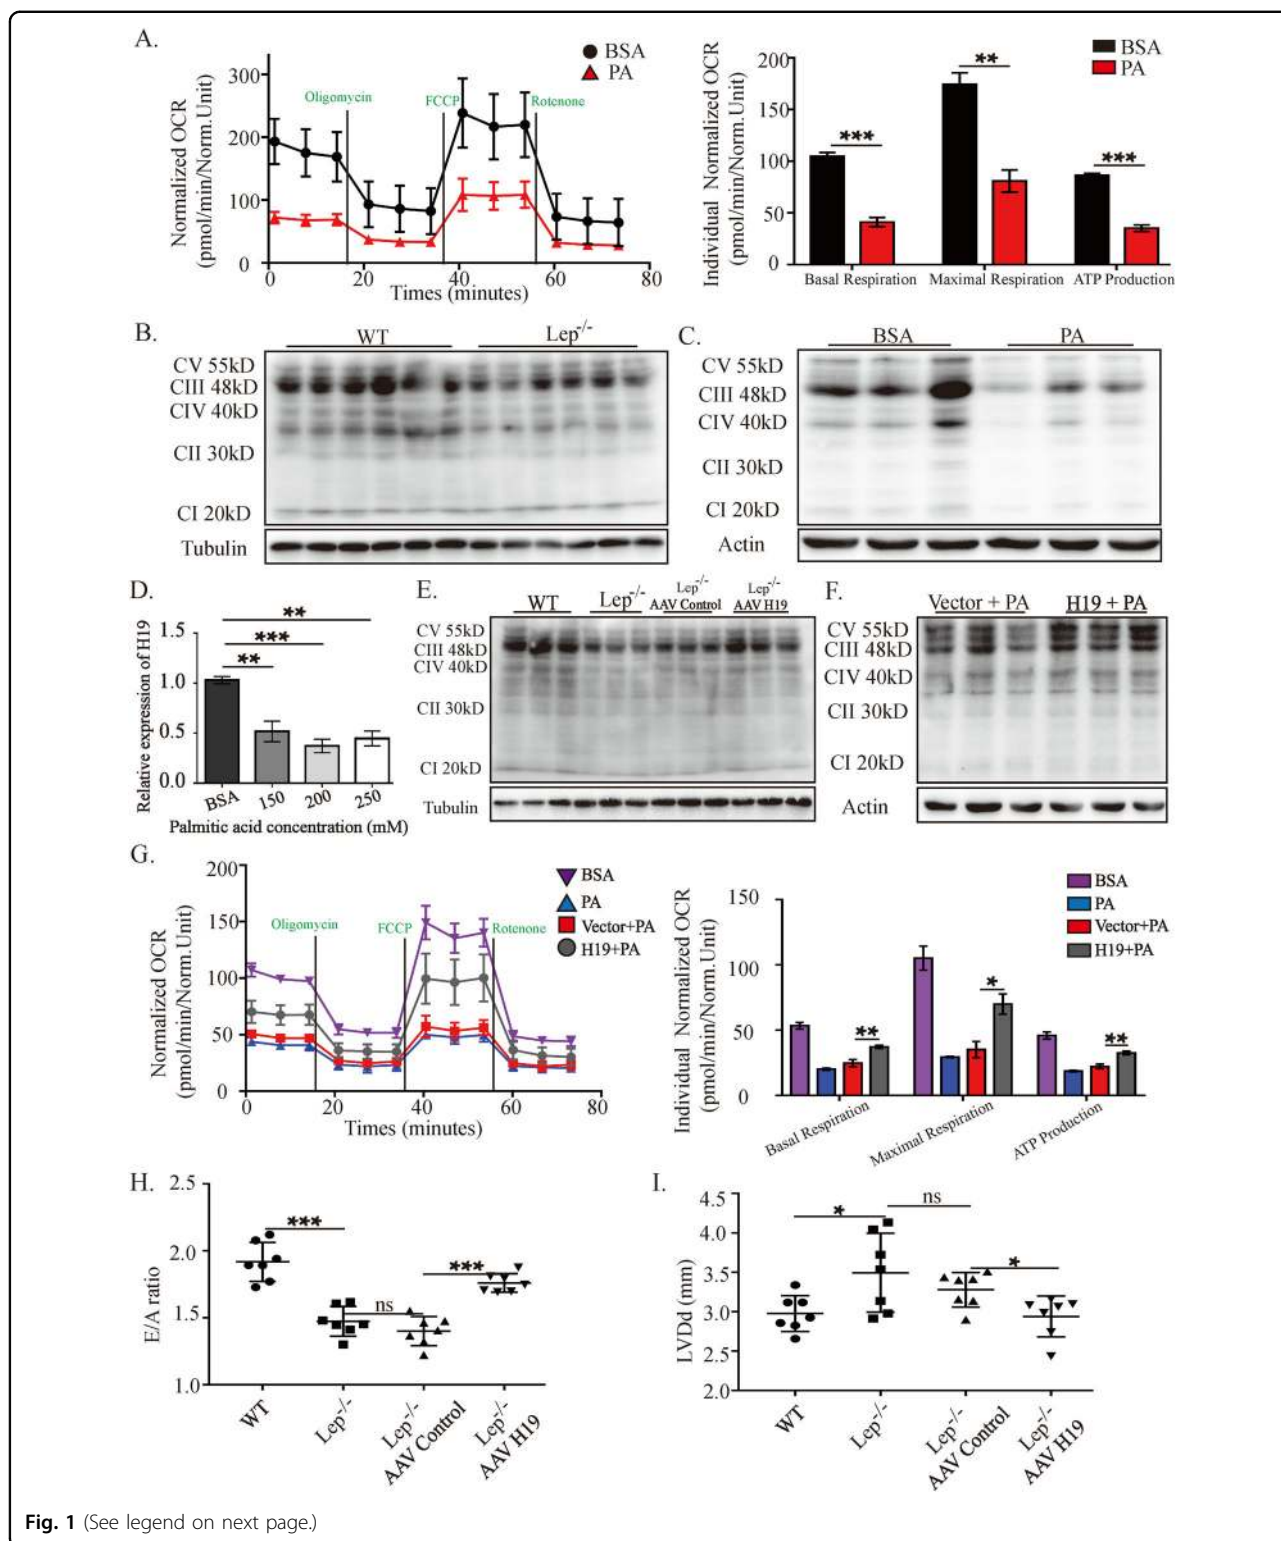 A.
Normalized OCR
(pmol/min/Norm.Unit)
300
200
100
0
0 20 40 60 80
Times (minutes)
Oligomycin
FCCP
Rotenone
BSA
PA
Individual Normalized OCR
(pmol/min/Norm.Unit)
200
150
100
50
0
***
**
***
BSA
PA
Basal Respiration Maximal Respiration ATP Production
B.
WT Lep-/-
CV 55kD
CIII 48kD
CIV 40kD
CII 30kD
CI 20kD
Tubulin
C.
BSA PA
CV 55kD
CIII 48kD
CIV 40kD
CII 30kD
CI 20kD
Actin
D.
Relative expression of H19
1.5
1.0
0.5
0.0
**
***
**
BSA 150 200 250
Palmitic acid concentration (mM)
E.
WT Lep-/- Lep-/- AAV Control Lep-/- AAV H19
CV 55kD
CIII 48kD
CIV 40kD
CII 30kD
CI 20kD
Tubulin
F.
Vector + PA H19 + PA
CV 55kD
CIII 48kD
CIV 40kD
CII 30kD
CI 20kD
Actin
G.
Normalized OCR
(pmol/min/Norm.Unit)
200
150
100
50
0
0 20 40 60 80
Times (minutes)
Oligomycin
FCCP
Rotenone
BSA
PA
Vector+PA
H19+PA
Individual Normalized OCR
(pmol/min/Norm.Unit)
150
100
50
0
**
*
**
BSA
PA
Vector+PA
H19+PA
Basal Respiration
Maximal Respiration
ATP Production
H.
E/A ratio
2.5
2.0
1.5
1.0
***
ns
***
WT
Lep-/-
Lep-/-
AAV Control
Lep-/-
AAV H19
I.
LVDd (mm)
4.5
4.0
3.5
3.0
2.5
2.0
*
ns
*
WT
Lep-/-
Lep-/-
AAV Control
Lep-/-
AAV H19
Fig. 1 (See legend on next page.)